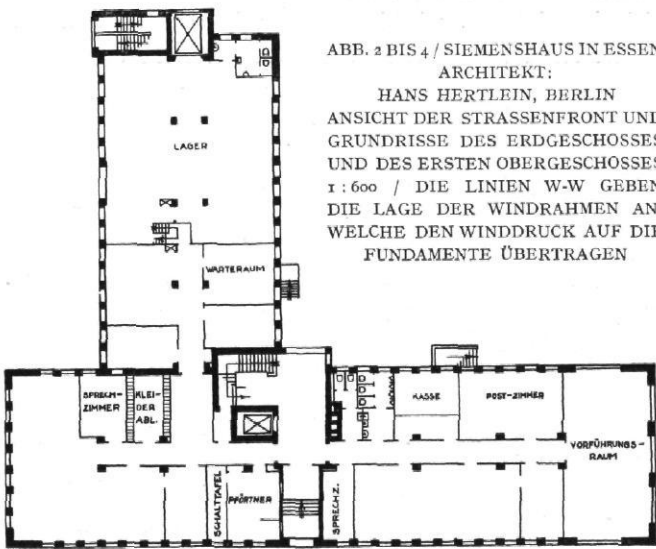 ABB. 2 BIS 4 / SIEMENSHAUS IN ESSEN
ARCHITEKT:
HANS HERTLEIN, BERLIN
ANSICHT DER STRASSENFRONT UND
GRUNDRISSE DES ERDGESCHOSSES
UND DES ERSTEN OBERGESCHOSSES
1 : 600 / DIE LINIEN W-W GEBEN
DIE LAGE DER WINDRAHMEN AN,
WELCHE DEN WINDDRUCK AUF DIE
FUNDAMENTE ÜBERTRAGEN
LAGER
WARTERAUM
SPRECH-
ZIMMER
KLEI-
DER
ABL.
KASSE
POST-ZIMMER
VORFÜHRUNGS-
RAUM
SCHALTTAFEL
PFÖRTNER
SPRECHZ.